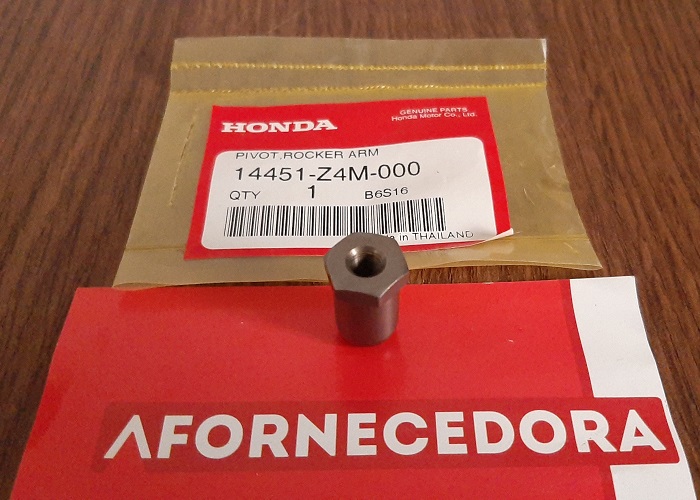 HONDA
GENUINE PARTS
Honda Motor Co., Ltd.
PIVOT,ROCKER ARM
14451-Z4M-000
QTY 1 B6S16
in THAILAND
AFORNECEDORA